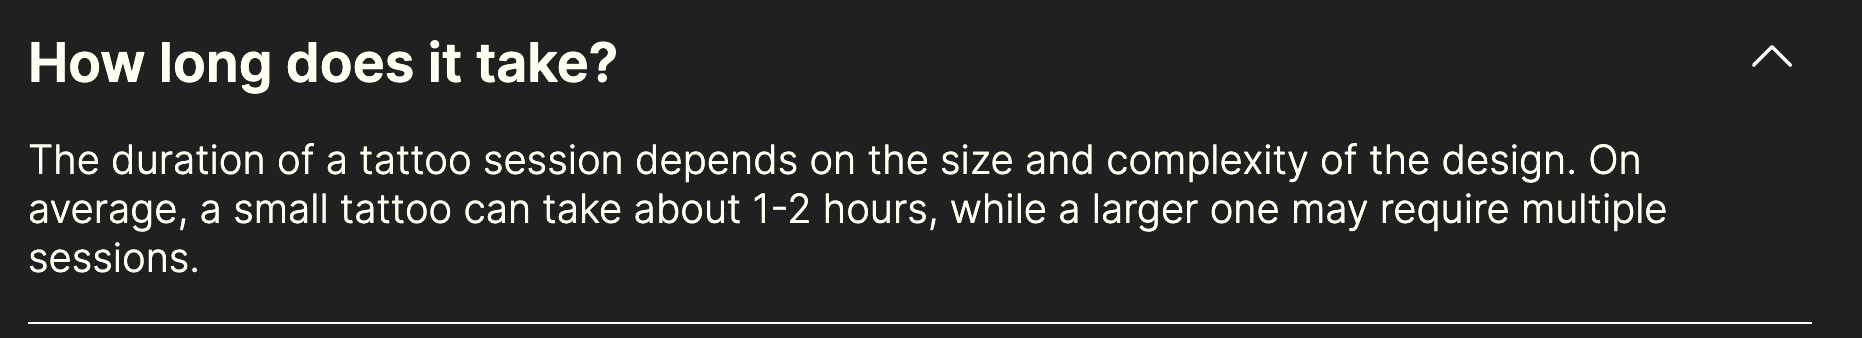 How long does it take?
The duration of a tattoo session depends on the size and complexity of the design. On
average, a small tattoo can take about 1-2 hours, while a larger one may require multiple
sessions.